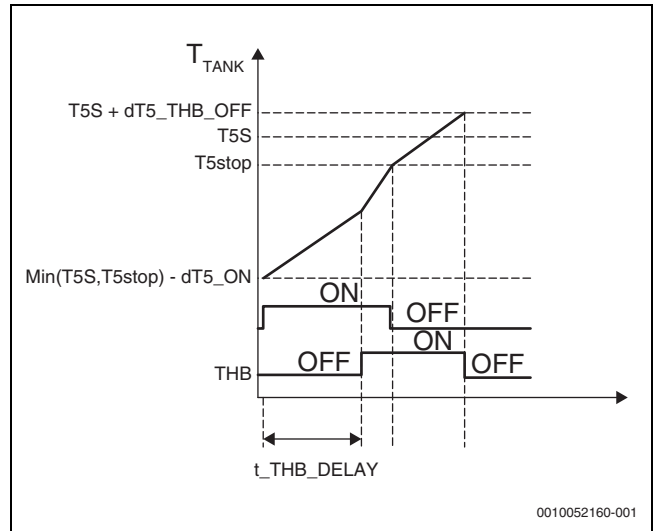 T_TANK
T5S + dT5_THB_OFF
T5S
T5stop
Min(T5S,T5stop) - dT5_ON
ON
OFF
ON
THB
OFF
OFF
t_THB_DELAY
0010052160-001